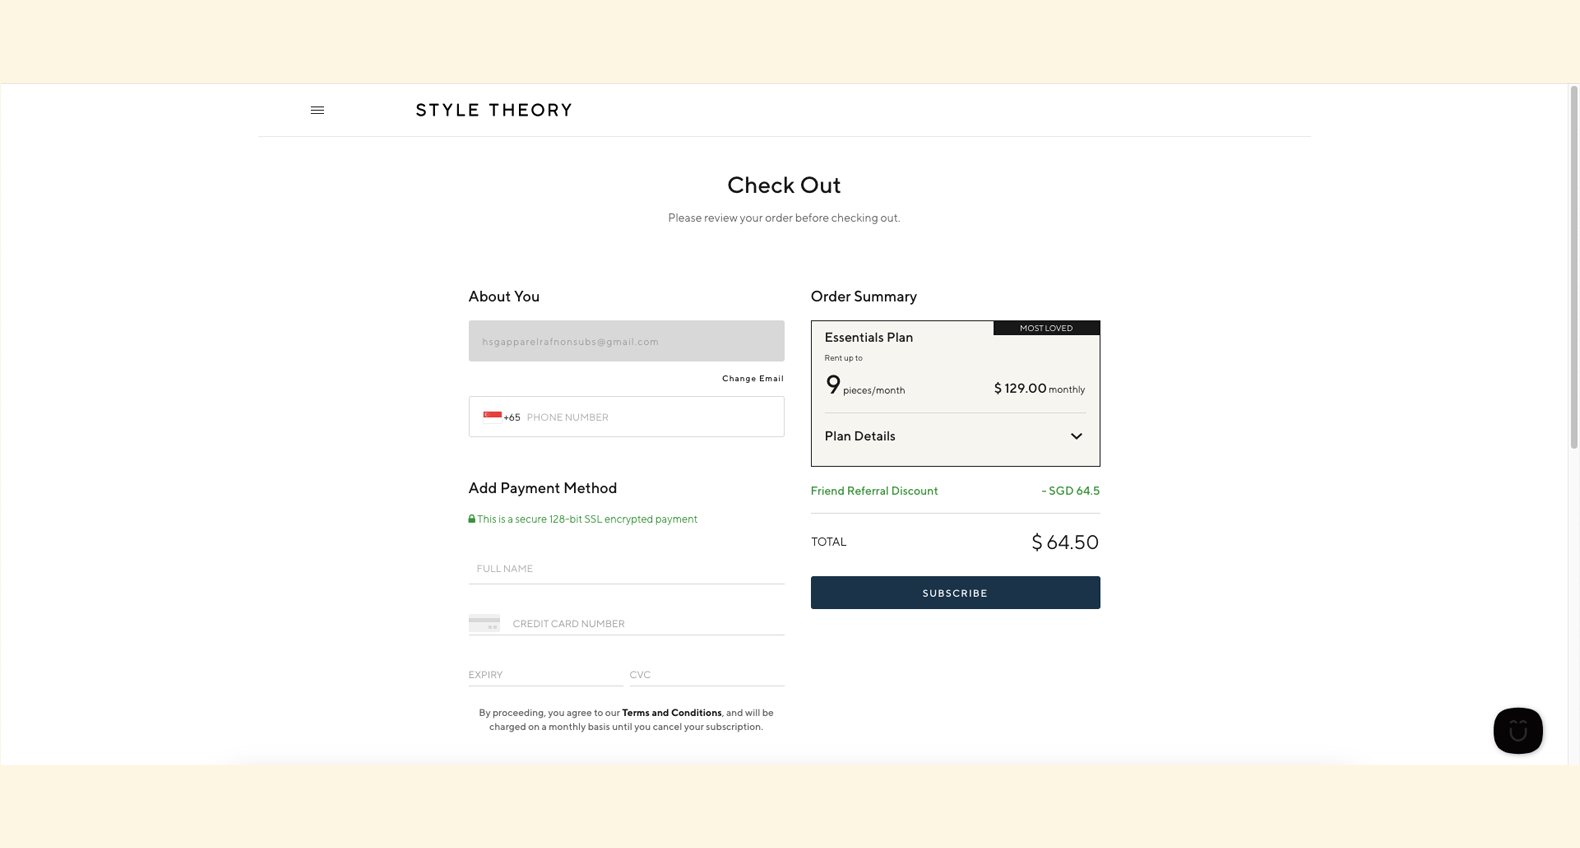 STYLE THEORY
Check Out
Please review your order before checking out.
About You
hsgapparelrafnonsubs@gmail.com
Change Email
+65 PHONE NUMBER
Add Payment Method
This is a secure 128-bit SSL encrypted payment
FULL NAME
CREDIT CARD NUMBER
EXPIRY CVC
By proceeding, you agree to our Terms and Conditions, and will be
charged on a monthly basis until you cancel your subscription.
Order Summary
MOST LOVED
Essentials Plan
Rent up to
9 pieces/month $ 129.00 monthly
Plan Details
Friend Referral Discount - SGD 64.5
TOTAL $ 64.50
SUBSCRIBE